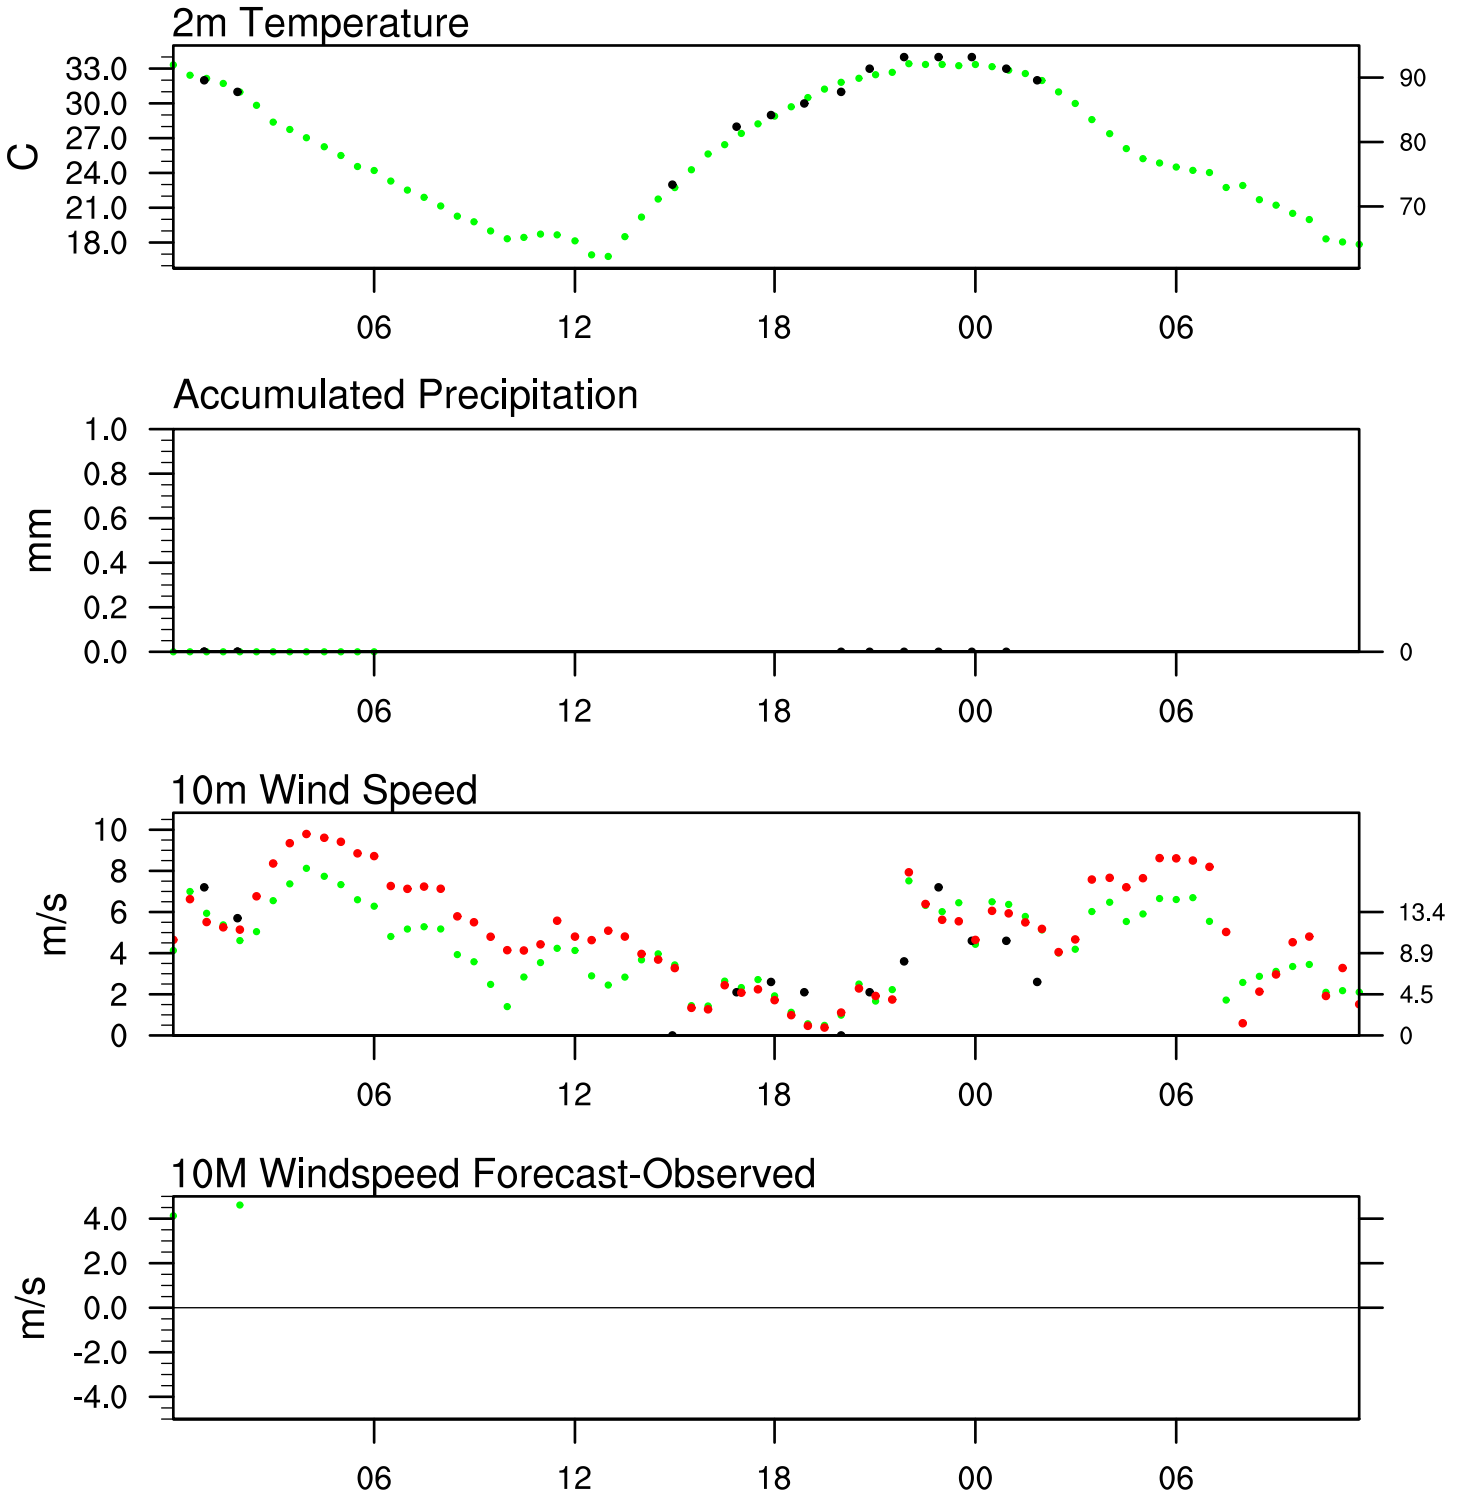 2m Temperature
33.0
30.0
27.0
24.0
21.0
18.0
C
90
80
70
06 12 18 00 06
Accumulated Precipitation
1.0
0.8
0.6
0.4
0.2
0.0
mm
0
06 12 18 00 06
10m Wind Speed
10
8
6
4
2
0
m/s
13.4
8.9
4.5
0
06 12 18 00 06
10M Windspeed Forecast-Observed
4.0
2.0
0.0
-2.0
-4.0
m/s
06 12 18 00 06